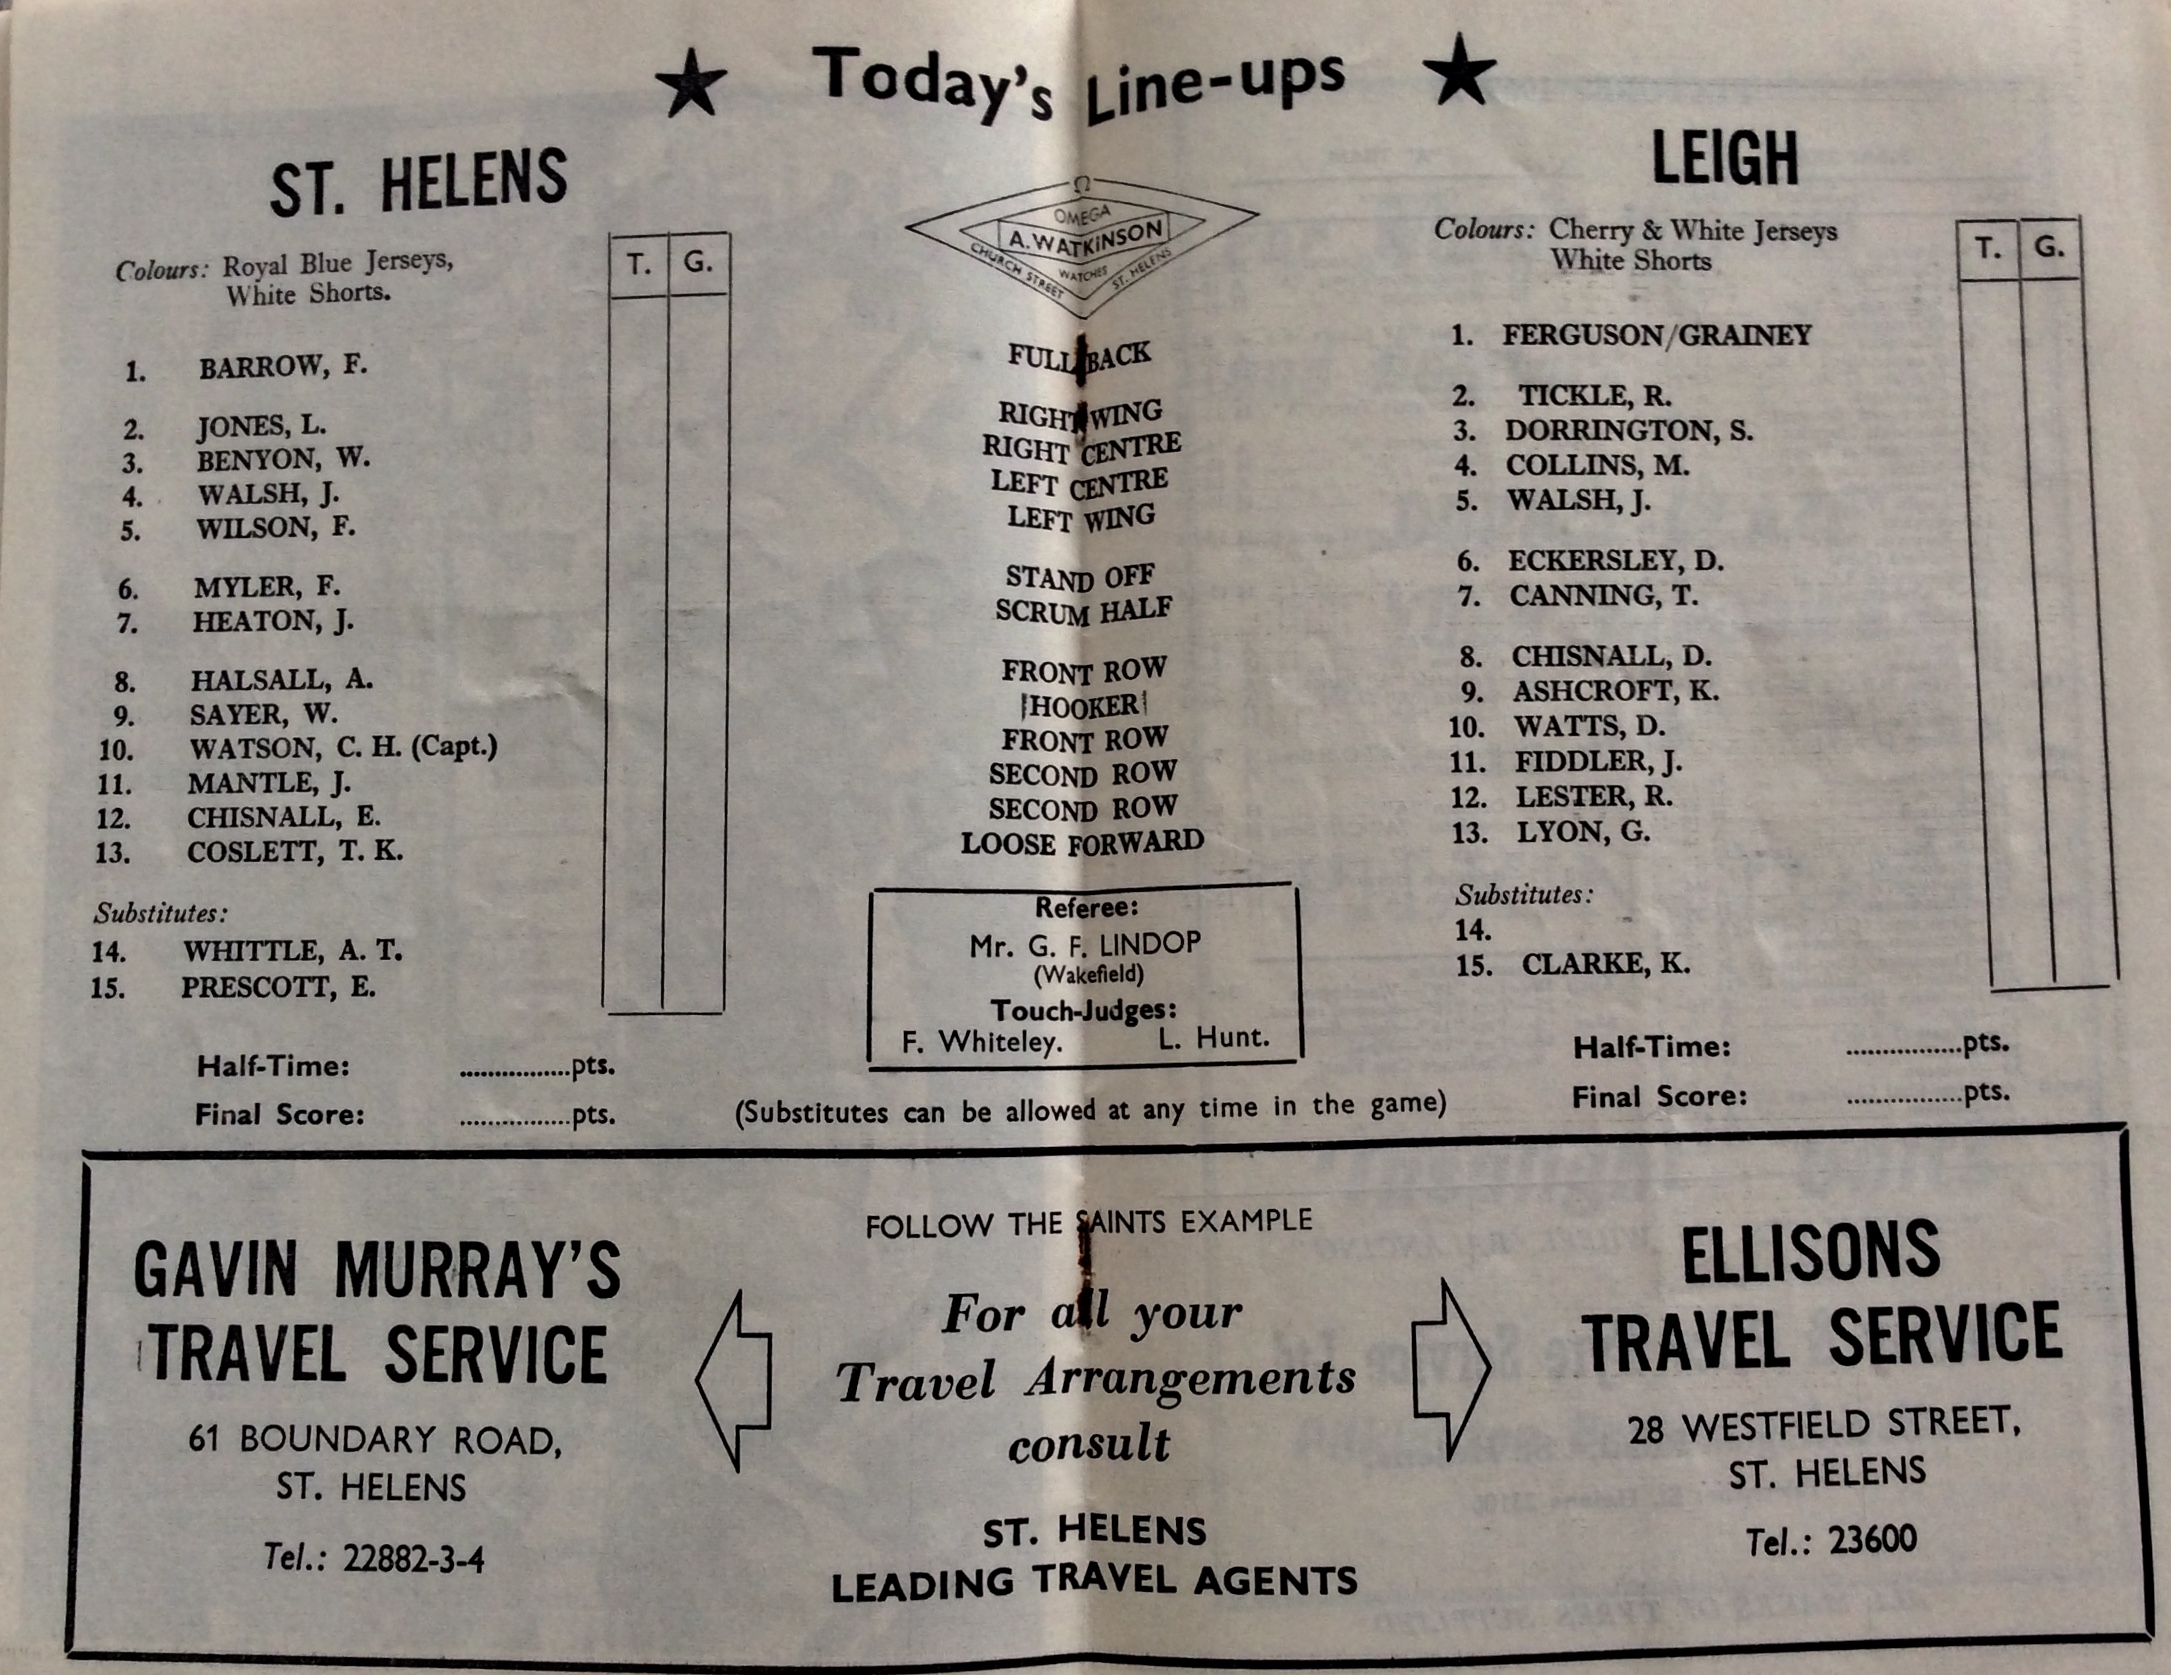 ★ Today's Line-ups ★
ST. HELENS
Colours: Royal Blue Jerseys,
White Shorts.
T. G.
1. BARROW, F.
2. JONES, L.
3. BENYON, W.
4. WALSH, J.
5. WILSON, F.
6. MYLER, F.
7. HEATON, J.
8. HALSALL, A.
9. SAYER, W.
10. WATSON, C. H. (Capt.)
11. MANTLE, J.
12. CHISNALL, E.
13. COSLETT, T. K.
Substitutes:
14. WHITTLE, A. T.
15. PRESCOTT, E.
Half-Time: ................pts.
Final Score: ................pts.
Ω
OMEGA
A. WATKINSON
WATCHES
CHURCH STREET
ST. HELENS
FULL BACK
RIGHT WING
RIGHT CENTRE
LEFT CENTRE
LEFT WING
STAND OFF
SCRUM HALF
FRONT ROW
HOOKER
FRONT ROW
SECOND ROW
SECOND ROW
LOOSE FORWARD
Referee:
Mr. G. F. LINDOP
(Wakefield)
Touch-Judges:
F. Whiteley. L. Hunt.
(Substitutes can be allowed at any time in the game)
LEIGH
Colours: Cherry & White Jerseys
White Shorts
T. G.
1. FERGUSON/GRAINEY
2. TICKLE, R.
3. DORRINGTON, S.
4. COLLINS, M.
5. WALSH, J.
6. ECKERSLEY, D.
7. CANNING, T.
8. CHISNALL, D.
9. ASHCROFT, K.
10. WATTS, D.
11. FIDDLER, J.
12. LESTER, R.
13. LYON, G.
Substitutes:
14.
15. CLARKE, K.
Half-Time: ................pts.
Final Score: ................pts.
GAVIN MURRAY'S
TRAVEL SERVICE
61 BOUNDARY ROAD,
ST. HELENS
Tel.: 22882-3-4
FOLLOW THE SAINTS EXAMPLE
For all your
Travel Arrangements
consult
ST. HELENS
LEADING TRAVEL AGENTS
ELLISONS
TRAVEL SERVICE
28 WESTFIELD STREET,
ST. HELENS
Tel.: 23600